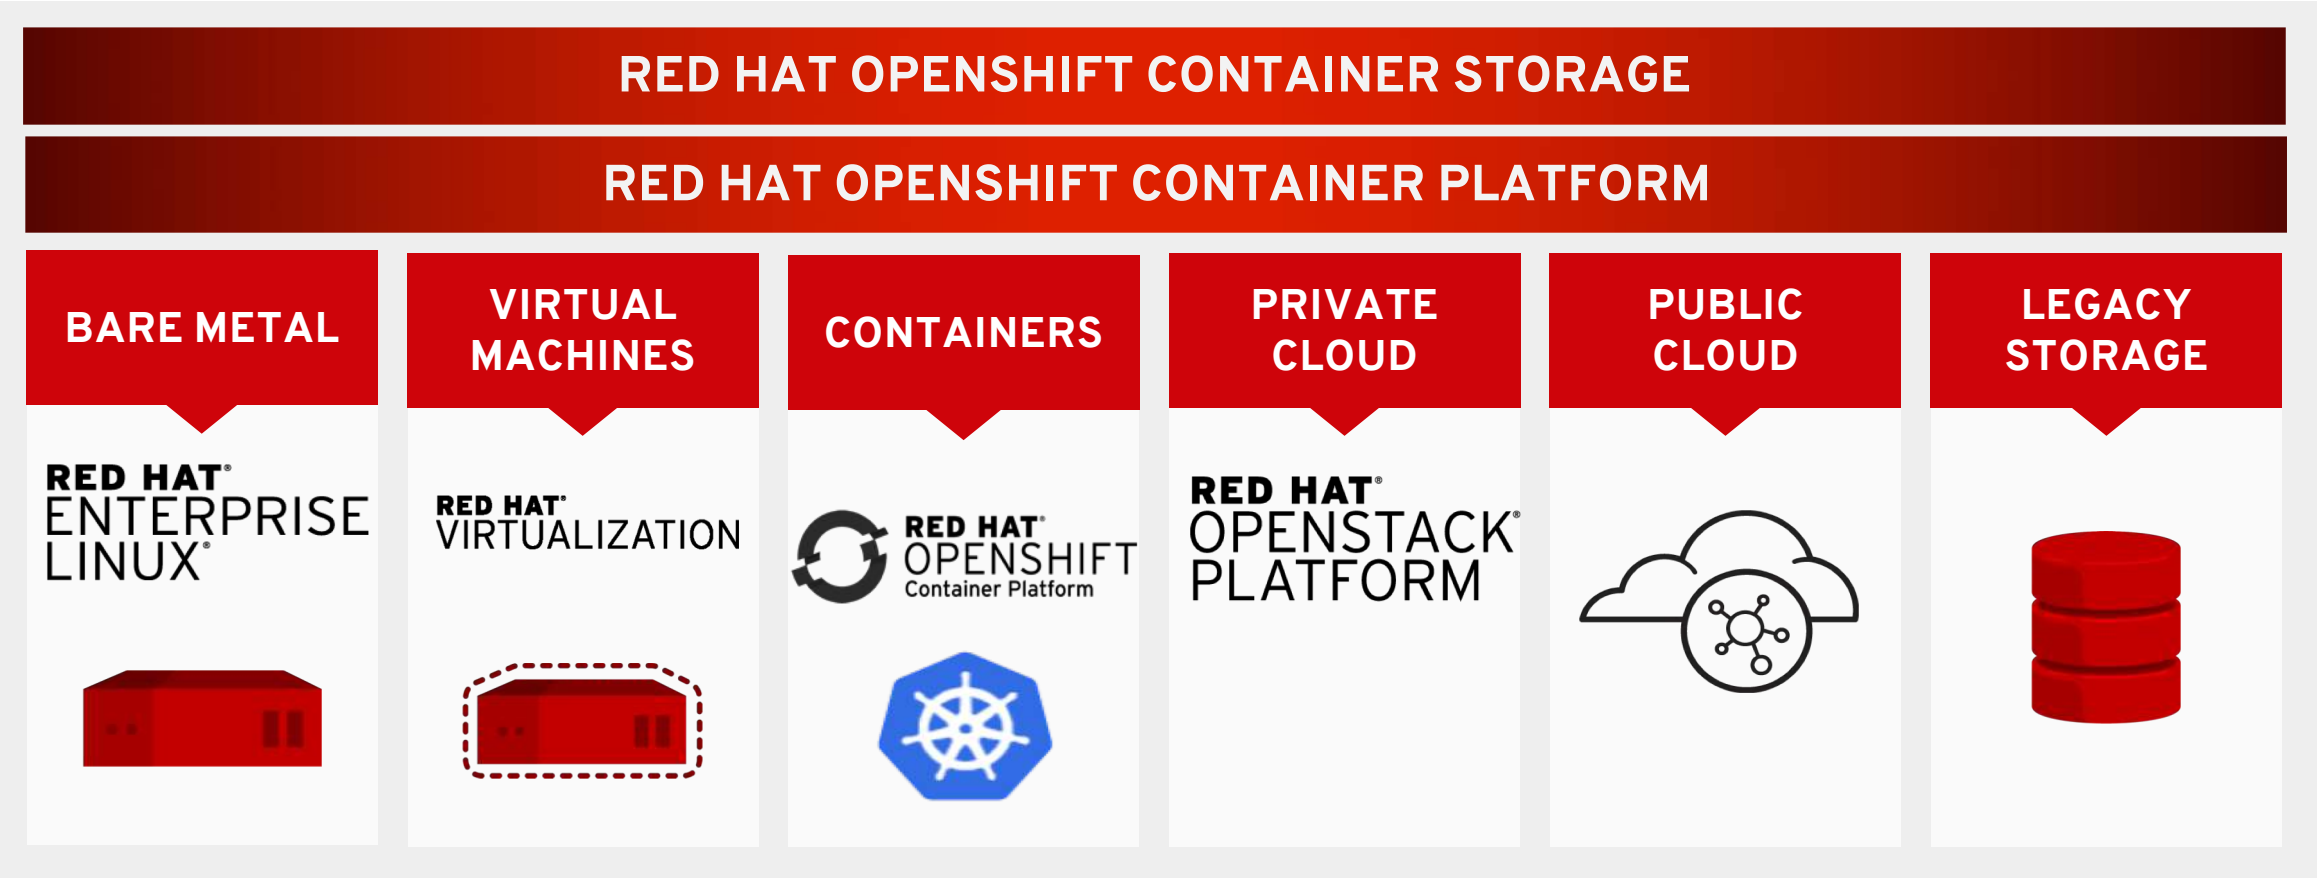 RED HAT OPENSHIFT CONTAINER STORAGE
RED HAT OPENSHIFT CONTAINER PLATFORM
BARE METAL
RED HAT®
ENTERPRISE
LINUX®
VIRTUAL
MACHINES
RED HAT®
VIRTUALIZATION
CONTAINERS
RED HAT®
OPENSHIFT
Container Platform
PRIVATE
CLOUD
RED HAT®
OPENSTACK®
PLATFORM
PUBLIC
CLOUD
LEGACY
STORAGE